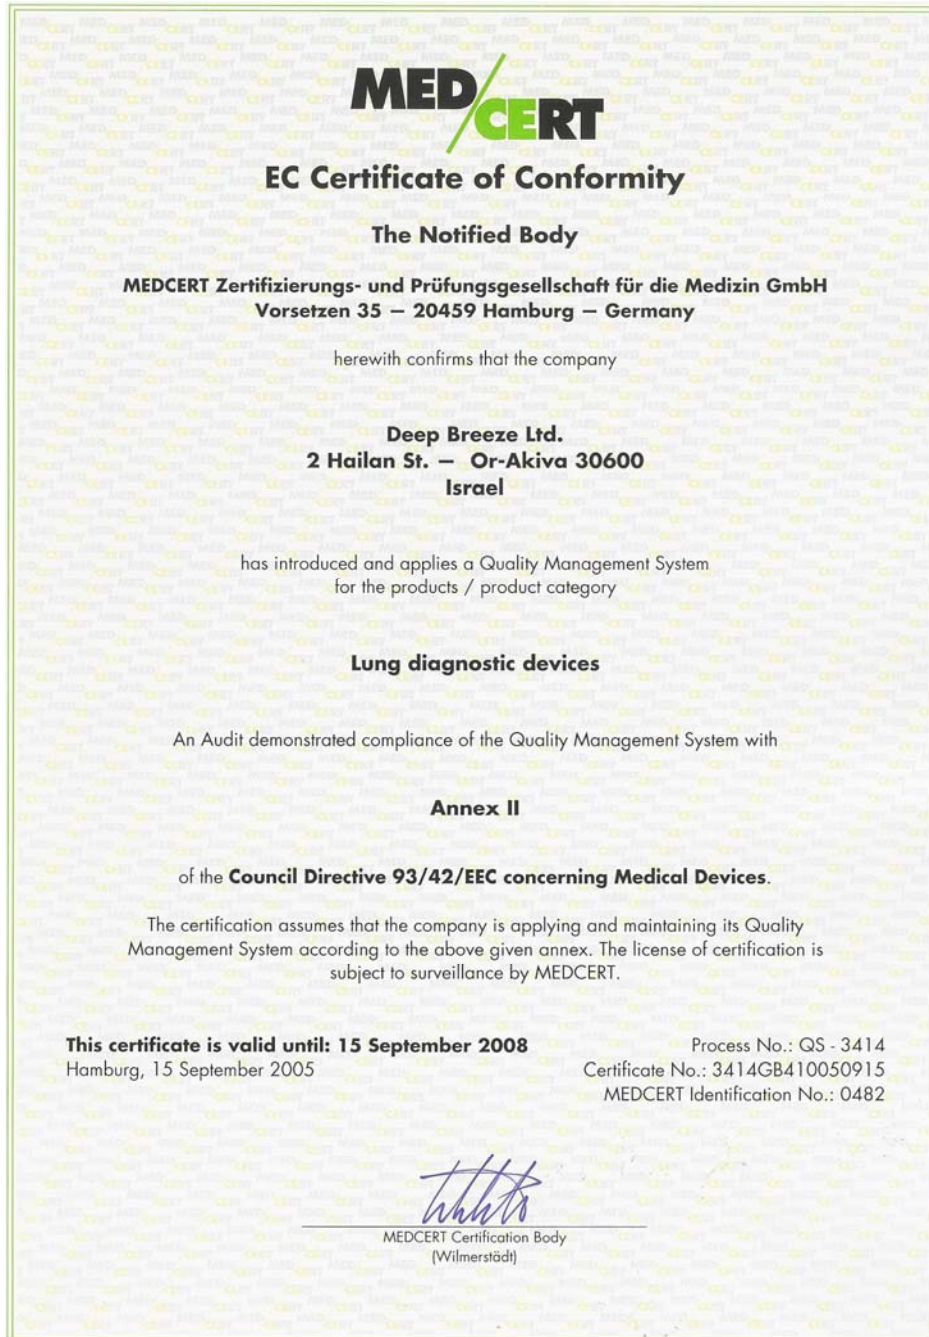 MED/CERT
EC Certificate of Conformity
The Notified Body
MEDCERT Zertifizierungs- und Prüfungsgesellschaft für die Medizin GmbH
Vorsetzen 35 – 20459 Hamburg – Germany
herewith confirms that the company
Deep Breeze Ltd.
2 Hailan St. – Or-Akiva 30600
Israel
has introduced and applies a Quality Management System
for the products / product category
Lung diagnostic devices
An Audit demonstrated compliance of the Quality Management System with
Annex II
of the Council Directive 93/42/EEC concerning Medical Devices.
The certification assumes that the company is applying and maintaining its Quality
Management System according to the above given annex. The license of certification is
subject to surveillance by MEDCERT.
This certificate is valid until: 15 September 2008
Hamburg, 15 September 2005
Process No.: QS - 3414
Certificate No.: 3414GB410050915
MEDCERT Identification No.: 0482
MEDCERT Certification Body
(Wilmerstädt)